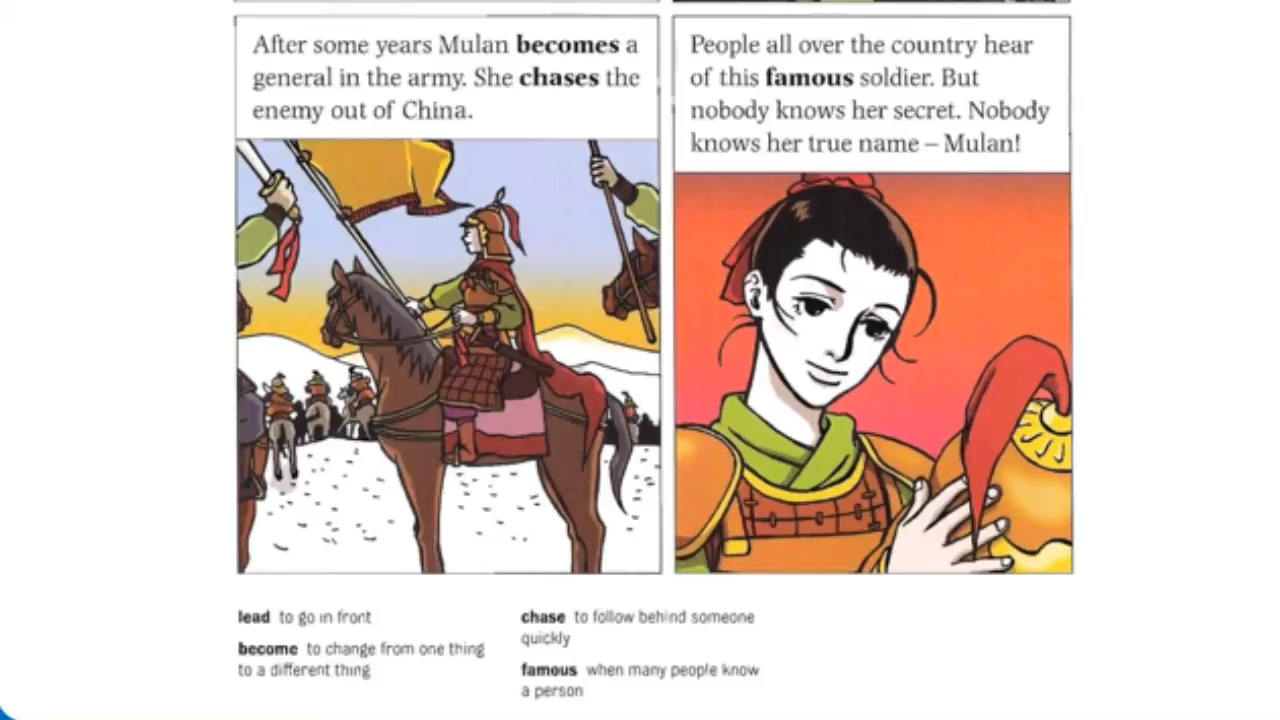 After some years Mulan becomes a
general in the army. She chases the
enemy out of China.
People all over the country hear
of this famous soldier. But
nobody knows her secret. Nobody
knows her true name – Mulan!
lead to go in front
become to change from one thing
to a different thing
chase to follow behind someone
quickly
famous when many people know
a person